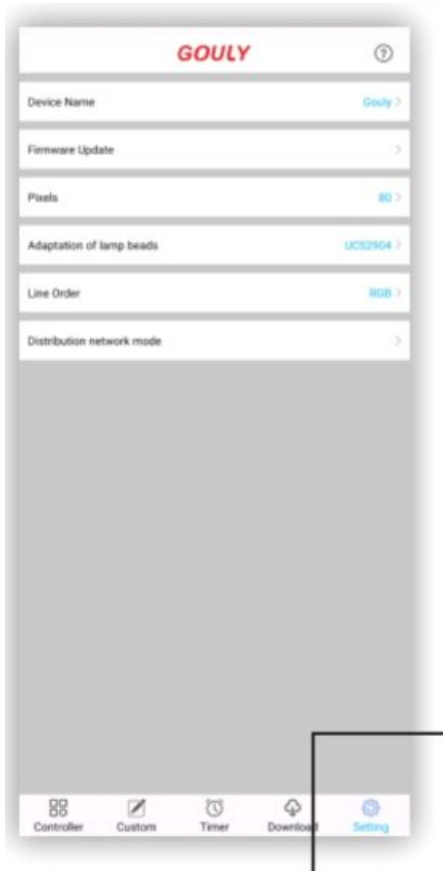 GOULY
Device Name Gouly
Firmware Update
Pixels 80
Adaptation of lamp beads UCS2904
Line Order RGB
Distribution network mode
Controller Custom Timer Download Setting